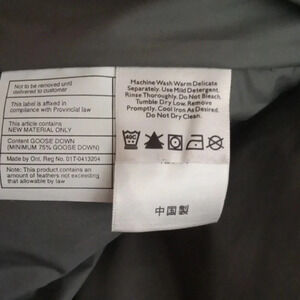 Not to be removed until
delivered to customer
This label is affixed in
compliance with Provincial law
This article contains
NEW MATERIAL ONLY
Content GOOSE DOWN
(MINIMUM 75% GOOSE DOWN)
Made by Ont. Reg No. 01T-0413204
Note: This product contains an
amount of feathers not exceeding
that allowable by law
Machine Wash Warm Delicate
Separately. Use Mild Detergent.
Rinse Thoroughly. Do Not Bleach.
Tumble Dry Low. Remove
Promptly. Cool Iron As Desired.
Do Not Dry Clean.
中国製